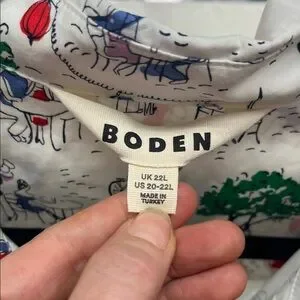 BODEN
UK 22L
US 20-22L
MADE IN
TURKEY